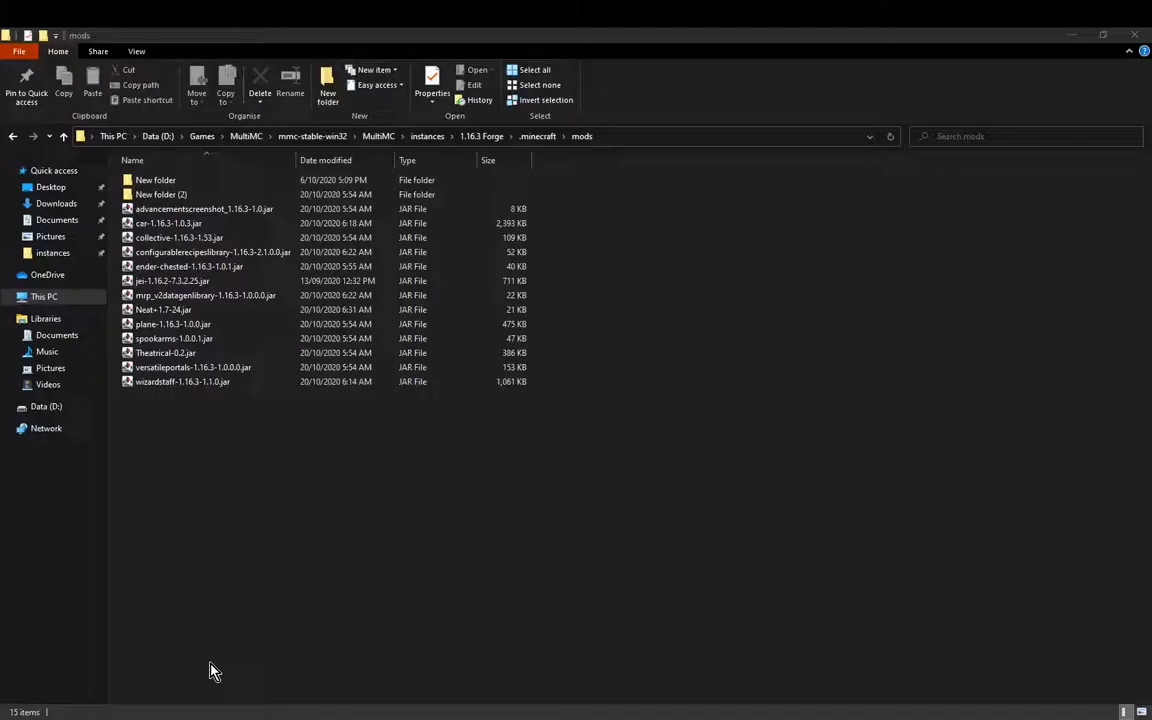 mods
File Home Share View
Pin to Quick access
Copy
Paste
Cut
Copy path
Paste shortcut
Clipboard
Move to
Copy to
Delete
Rename
Organise
New folder
New item
Easy access
New
Properties
Open
Edit
History
Open
Select all
Select none
Invert selection
Select
This PC > Data (D:) > Games > MultiMC > mmc-stable-win32 > MultiMC > instances > 1.16.3 Forge > .minecraft > mods
Search mods
Name Date modified Type Size
Quick access
Desktop
Downloads
Documents
Pictures
instances
OneDrive
This PC
Libraries
Documents
Music
Pictures
Videos
Data (D:)
Network
New folder 6/10/2020 5:09 PM File folder
New folder (2) 20/10/2020 5:54 AM File folder
advancementscreenshot_1.16.3-1.0.jar 20/10/2020 5:54 AM JAR File 8 KB
car-1.16.3-1.0.3.jar 20/10/2020 6:18 AM JAR File 2,393 KB
collective-1.16.3-1.53.jar 20/10/2020 5:54 AM JAR File 109 KB
configurablerecipeslibrary-1.16.3-2.1.0.0.jar 20/10/2020 6:22 AM JAR File 52 KB
ender-chested-1.16.3-1.0.1.jar 20/10/2020 5:55 AM JAR File 40 KB
jei-1.16.2-7.3.2.25.jar 13/09/2020 12:32 PM JAR File 711 KB
mrp_v2datagenlibrary-1.16.3-1.0.0.0.jar 20/10/2020 6:22 AM JAR File 22 KB
Neat+1.7-24.jar 20/10/2020 6:31 AM JAR File 21 KB
plane-1.16.3-1.0.0.jar 20/10/2020 5:54 AM JAR File 475 KB
spookarms-1.0.0.1.jar 20/10/2020 5:54 AM JAR File 47 KB
Theatrical-0.2.jar 20/10/2020 5:54 AM JAR File 386 KB
versatileportals-1.16.3-1.0.0.0.jar 20/10/2020 5:54 AM JAR File 153 KB
wizardstaff-1.16.3-1.1.0.jar 20/10/2020 6:14 AM JAR File 1,061 KB
15 items